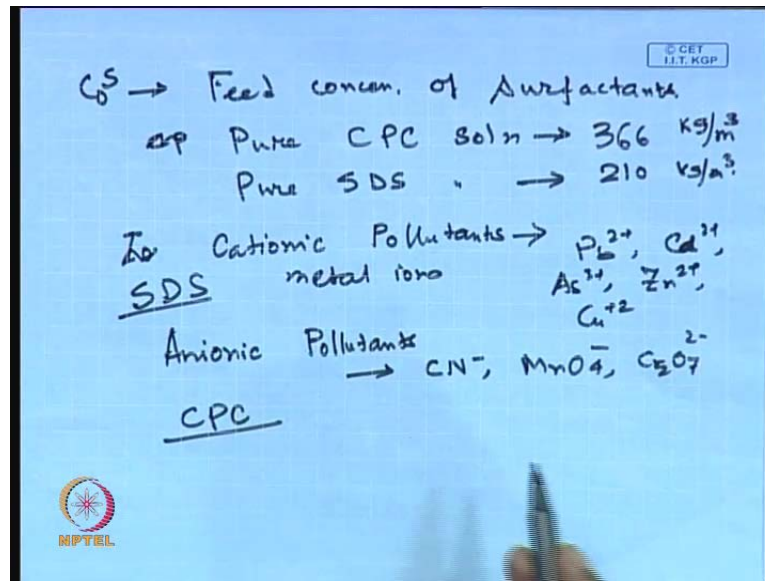 © CET
I.I.T. KGP
C₀ˢ → Feed concn. of Surfactants
Pure CPC soln → 366 kg/m³
Pure SDS " → 210 kg/m³
Cationic Pollutants → Pb²⁺, Cd²⁺,
SDS metal ions As³⁺, Zn²⁺,
Cu⁺²
Anionic Pollutants
→ CN⁻, MnO₄⁻, Cr₂O₇²⁻
CPC
NPTEL